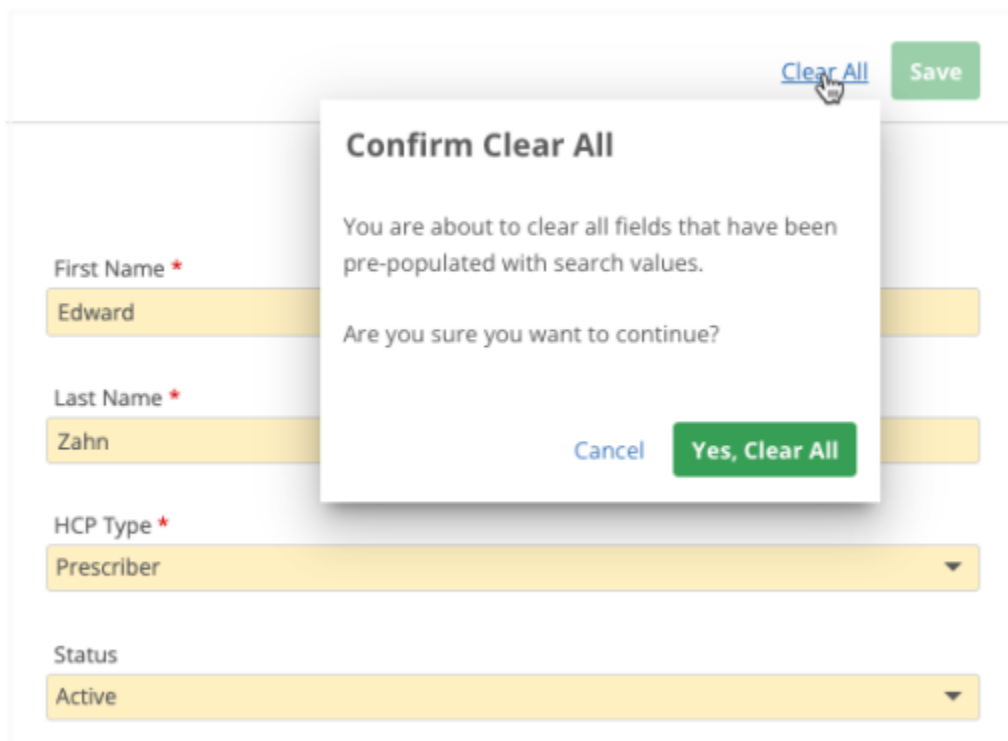 Clear All
Save
Confirm Clear All
You are about to clear all fields that have been
pre-populated with search values.
Are you sure you want to continue?
Cancel
Yes, Clear All
First Name *
Edward
Last Name *
Zahn
HCP Type *
Prescriber
Status
Active